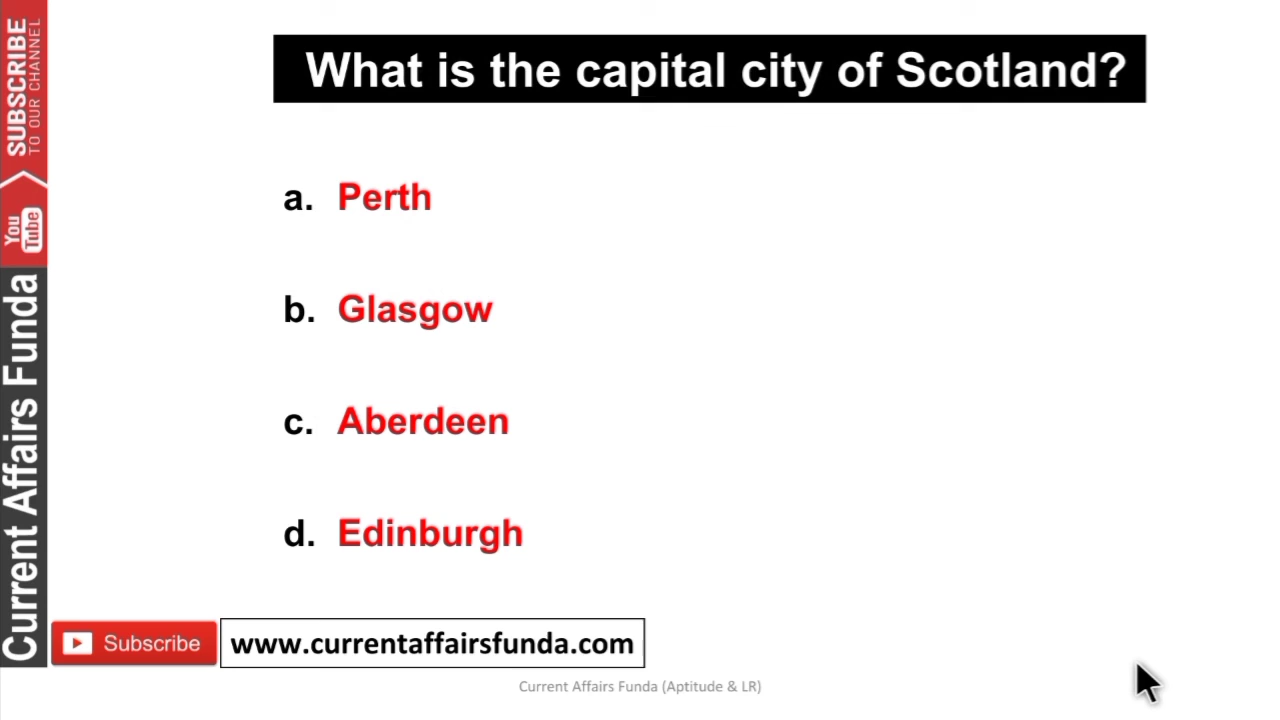 What is the capital city of Scotland?
a. Perth
b. Glasgow
c. Aberdeen
d. Edinburgh
SUBSCRIBE
TO OUR CHANNEL
You
Tube
Current Affairs Funda
Subscribe
www.currentaffairsfunda.com
Current Affairs Funda (Aptitude & LR)